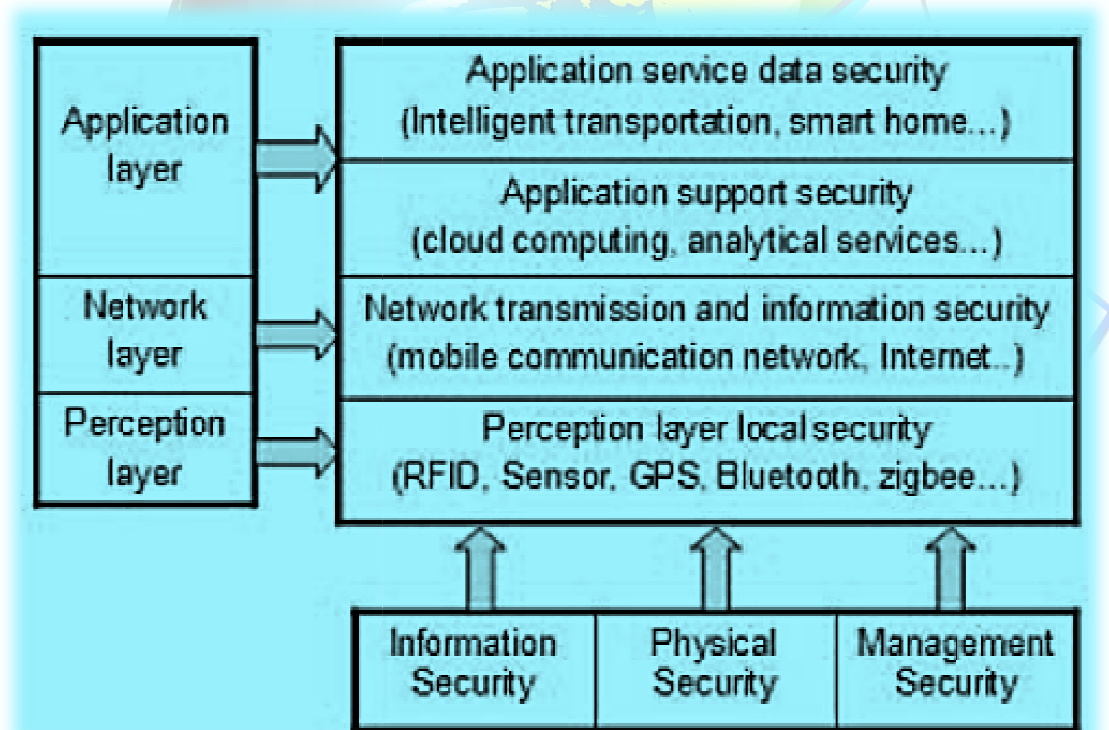 Application
layer
Network
layer
Perception
layer
Application service data security
(Intelligent transportation, smart home...)
Application support security
(cloud computing, analytical services...)
Network transmission and information security
(mobile communication network, Internet..)
Perception layer local security
(RFID, Sensor, GPS, Bluetooth, zigbee...)
Information
Security
Physical
Security
Management
Security